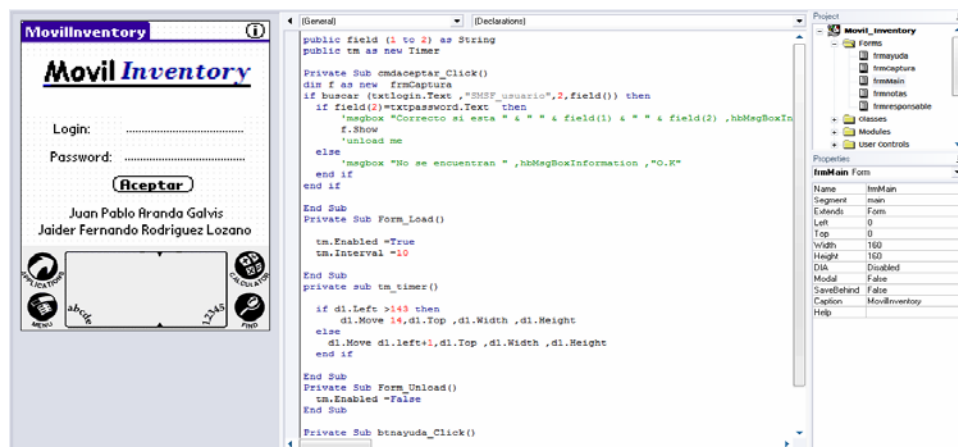 MovilInventory
Movil Inventory
Login:
Password:
Aceptar
Juan Pablo Aranda Galvis
Jaider Fernando Rodriguez Lozano
APPLICATIONS
CALCULATOR
MENU
FIND
abcde
12345
(General)
(Declarations)
public field (1 to 2) as String
public tm as new Timer
Private Sub cmdaceptar_Click()
dim f as new frmCaptura
if buscar (txtlogin.Text ,"SMSF_usuario",2,field()) then
if field(2)=txtpassword.Text then
'msgbox "Correcto si esta " & " " & field(1) & " " & field(2) ,hbMsgBoxIn
f.Show
'unload me
else
'msgbox "No se encuentran " ,hbMsgBoxInformation ,"O.K"
end if
end if
End Sub
Private Sub Form_Load()
tm.Enabled =True
tm.Interval =10
End Sub
private sub tm_timer()
if d1.Left >143 then
d1.Move 14,d1.Top ,d1.Width ,d1.Height
else
d1.Move d1.left+1,d1.Top ,d1.Width ,d1.Height
end if
End Sub
Private Sub Form_Unload()
tm.Enabled =False
End Sub
Private Sub btnayuda_Click()
Project
Movil_Inventory
Forms
frmayuda
frmcaptura
frmMain
frmnotas
frmresponsable
Classes
Modules
User Controls
Properties
frmMain Form
Name frmMain
Segment main
Extends Form
Left 0
Top 0
Width 160
Height 160
DIA Disabled
Modal False
SaveBehind False
Caption MovilInventory
Help